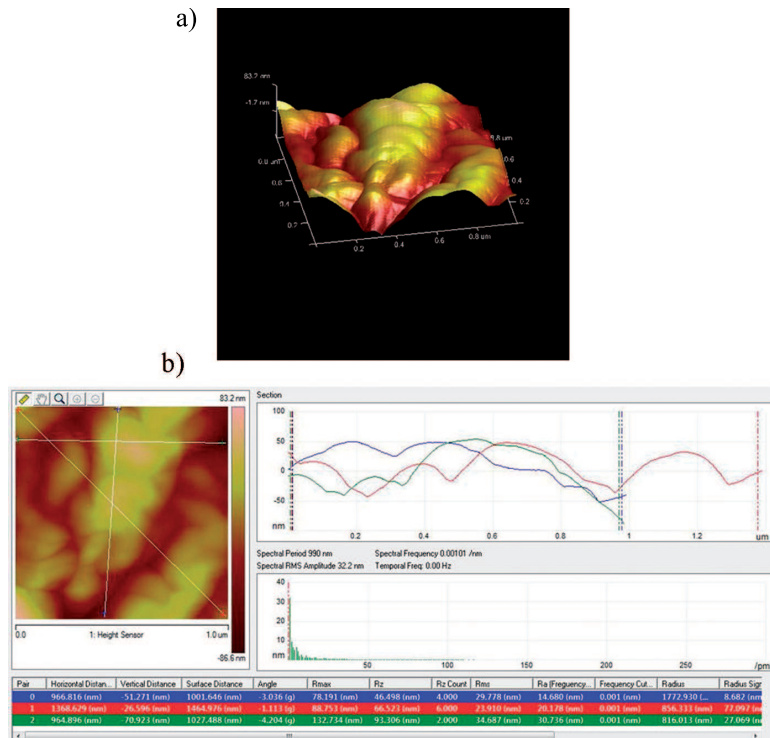 a)
83.2 nm
-1.7 nm
0.8 um
0.6
0.4
0.2
0.2
0.4
0.6
0.8 um
0.8 um
0.6
0.4
0.2
b)
83.2 nm
-86.6 nm
0.0
1: Height Sensor
1.0 um
Section
100
50
0
-50
nm
0.2
0.4
0.6
0.8
1
1.2
um
Spectral Period 990 nm Spectral Frequency 0.00101 /nm
Spectral RMS Amplitude 32.2 nm Temporal Freq: 0.00 Hz
40
30
20
10
nm
50
100
150
200
250
/pm
Pair Horizontal Distan... Vertical Distance Surface Distance Angle Rmax Rz Rz Count Rms Ra (Frequency... Frequency Cut... Radius Radius Sigr
0 966.816 (nm) -51.271 (nm) 1001.646 (nm) -3.036 (g) 78.191 (nm) 46.498 (nm) 4.000 29.778 (nm) 14.680 (nm) 0.001 (nm) 1772.930 (... 8.682 (nm)
1 1368.629 (nm) -26.596 (nm) 1464.976 (nm) -1.113 (g) 88.753 (nm) 66.523 (nm) 6.000 23.910 (nm) 20.178 (nm) 0.001 (nm) 856.333 (nm) 77.097 (nm)
2 964.896 (nm) 70.923 (nm) 1027.488 (nm) -4.204 (g) 132.734 (nm) 93.306 (nm) 2.000 34.687 (nm) 30.736 (nm) 0.001 (nm) 816.013 (nm) 27.069 (nm)